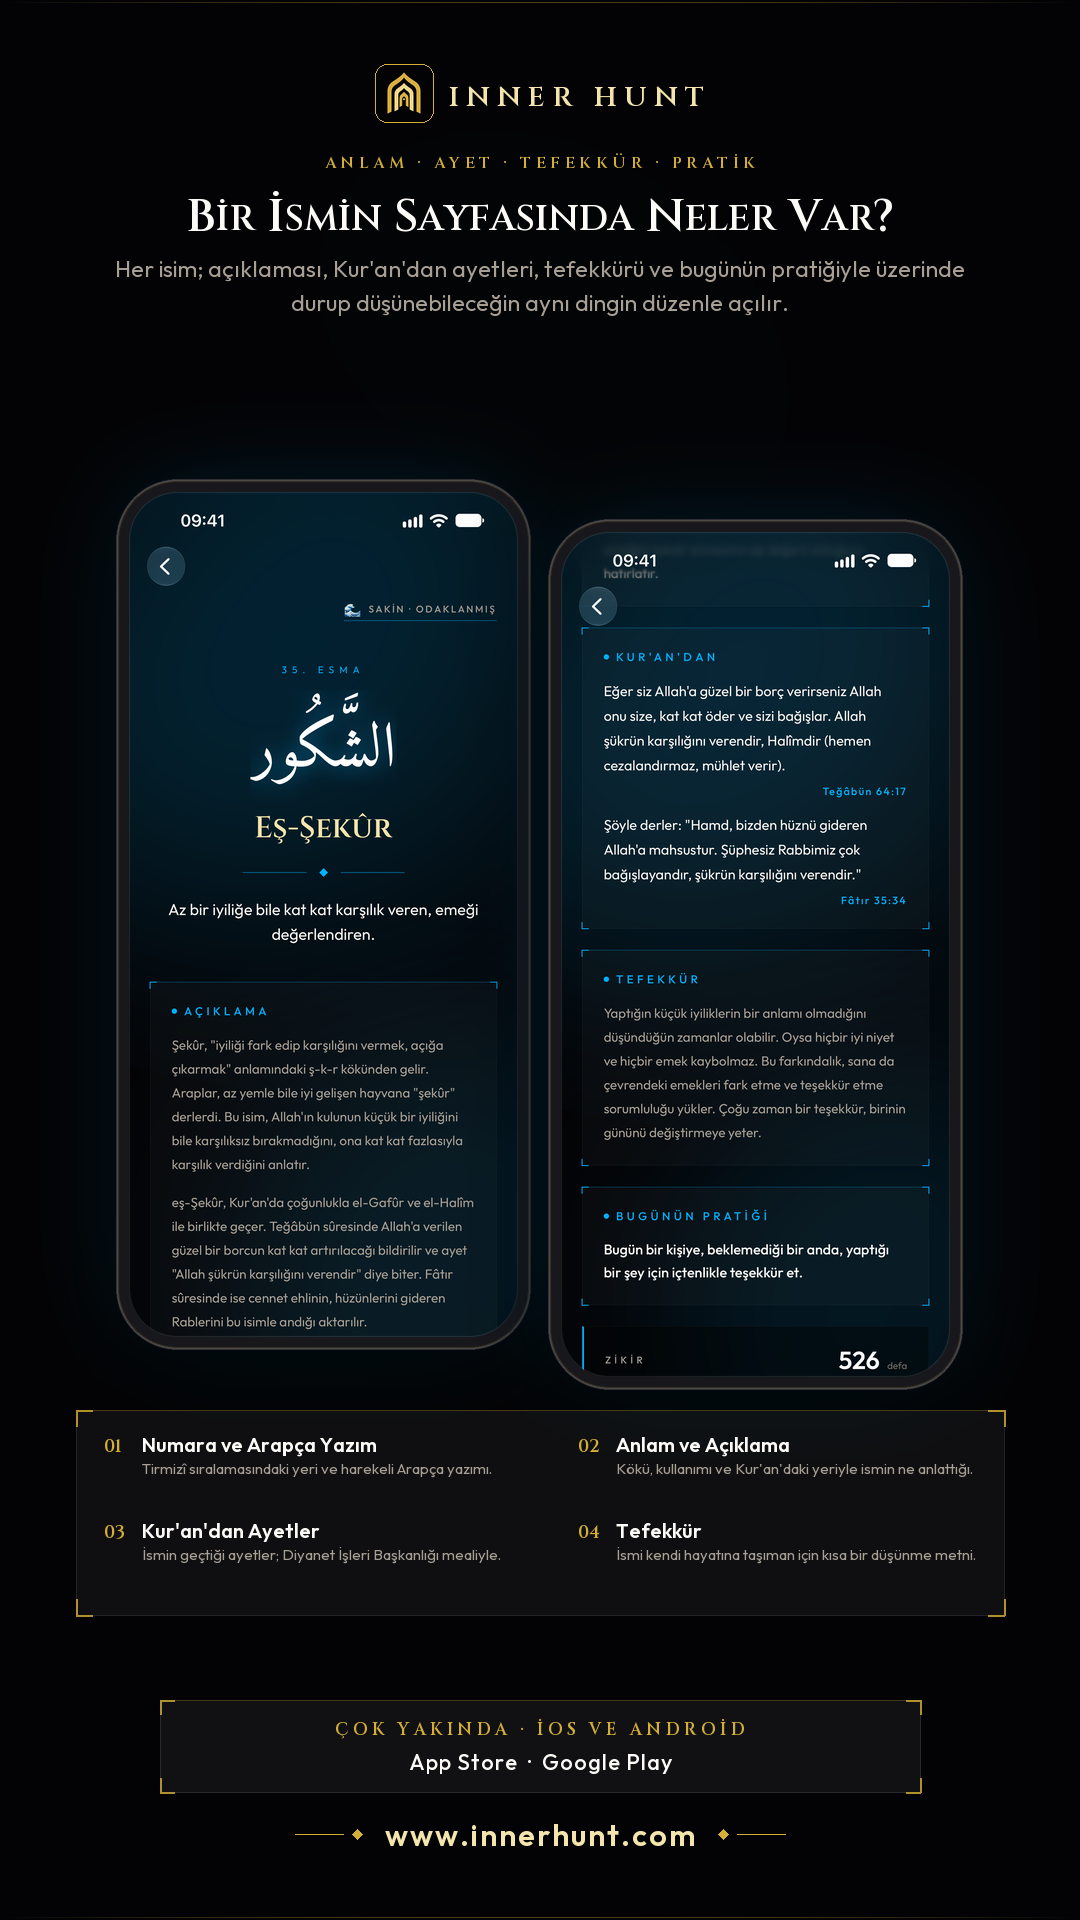 INNER HUNT
ANLAM · AYET · TEFEKKÜR · PRATİK
Bir İsmin Sayfasında Neler Var?
Her isim; açıklaması, Kur'an'dan ayetleri, tefekkürü ve bugünün pratiğiyle üzerinde
durup düşünebileceğin aynı dingin düzenle açılır.
09:41
SAKİN · ODAKLANMIŞ
35. ESMA
الشَّكُور
Eş-Şekûr
Az bir iyiliğe bile kat kat karşılık veren, emeği
değerlendiren.
AÇIKLAMA
Şekûr, "iyiliği fark edip karşılığını vermek, açığa
çıkarmak" anlamındaki ş-k-r kökünden gelir.
Araplar, az yemle bile iyi gelişen hayvana "şekûr"
derlerdi. Bu isim, Allah'ın kulunun küçük bir iyiliğini
bile karşılıksız bırakmadığını, ona kat kat fazlasıyla
karşılık verdiğini anlatır.
eş-Şekûr, Kur'an'da çoğunlukla el-Gafûr ve el-Halîm
ile birlikte geçer. Teğâbün sûresinde Allah'a verilen
güzel bir borcun kat kat artırılacağı bildirilir ve ayet
"Allah şükrün karşılığını verendir" diye biter. Fâtır
sûresinde ise cennet ehlinin, hüzünlerini gideren
Rablerini bu isimle andığı aktarılır.
09:41
hatırlatır.
KUR'AN'DAN
Eğer siz Allah'a güzel bir borç verirseniz Allah
onu size, kat kat öder ve sizi bağışlar. Allah
şükrün karşılığını verendir, Halîmdir (hemen
cezalandırmaz, mühlet verir).
Teğâbün 64:17
Şöyle derler: "Hamd, bizden hüznü gideren
Allah'a mahsustur. Şüphesiz Rabbimiz çok
bağışlayandır, şükrün karşılığını verendir."
Fâtır 35:34
TEFEKKÜR
Yaptığın küçük iyiliklerin bir anlamı olmadığını
düşündüğün zamanlar olabilir. Oysa hiçbir iyi niyet
ve hiçbir emek kaybolmaz. Bu farkındalık, sana da
çevrendeki emekleri fark etme ve teşekkür etme
sorumluluğu yükler. Çoğu zaman bir teşekkür, birinin
gününü değiştirmeye yeter.
BUGÜNÜN PRATİĞİ
Bugün bir kişiye, beklemediği bir anda, yaptığı
bir şey için içtenlikle teşekkür et.
ZİKİR 526 defa
01 Numara ve Arapça Yazım
Tirmizî sıralamasındaki yeri ve harekeli Arapça yazımı.
02 Anlam ve Açıklama
Kökü, kullanımı ve Kur'an'daki yeriyle ismin ne anlattığı.
03 Kur'an'dan Ayetler
İsmin geçtiği ayetler; Diyanet İşleri Başkanlığı mealiyle.
04 Tefekkür
İsmi kendi hayatına taşıman için kısa bir düşünme metni.
ÇOK YAKINDA · İOS VE ANDROİD
App Store · Google Play
www.innerhunt.com